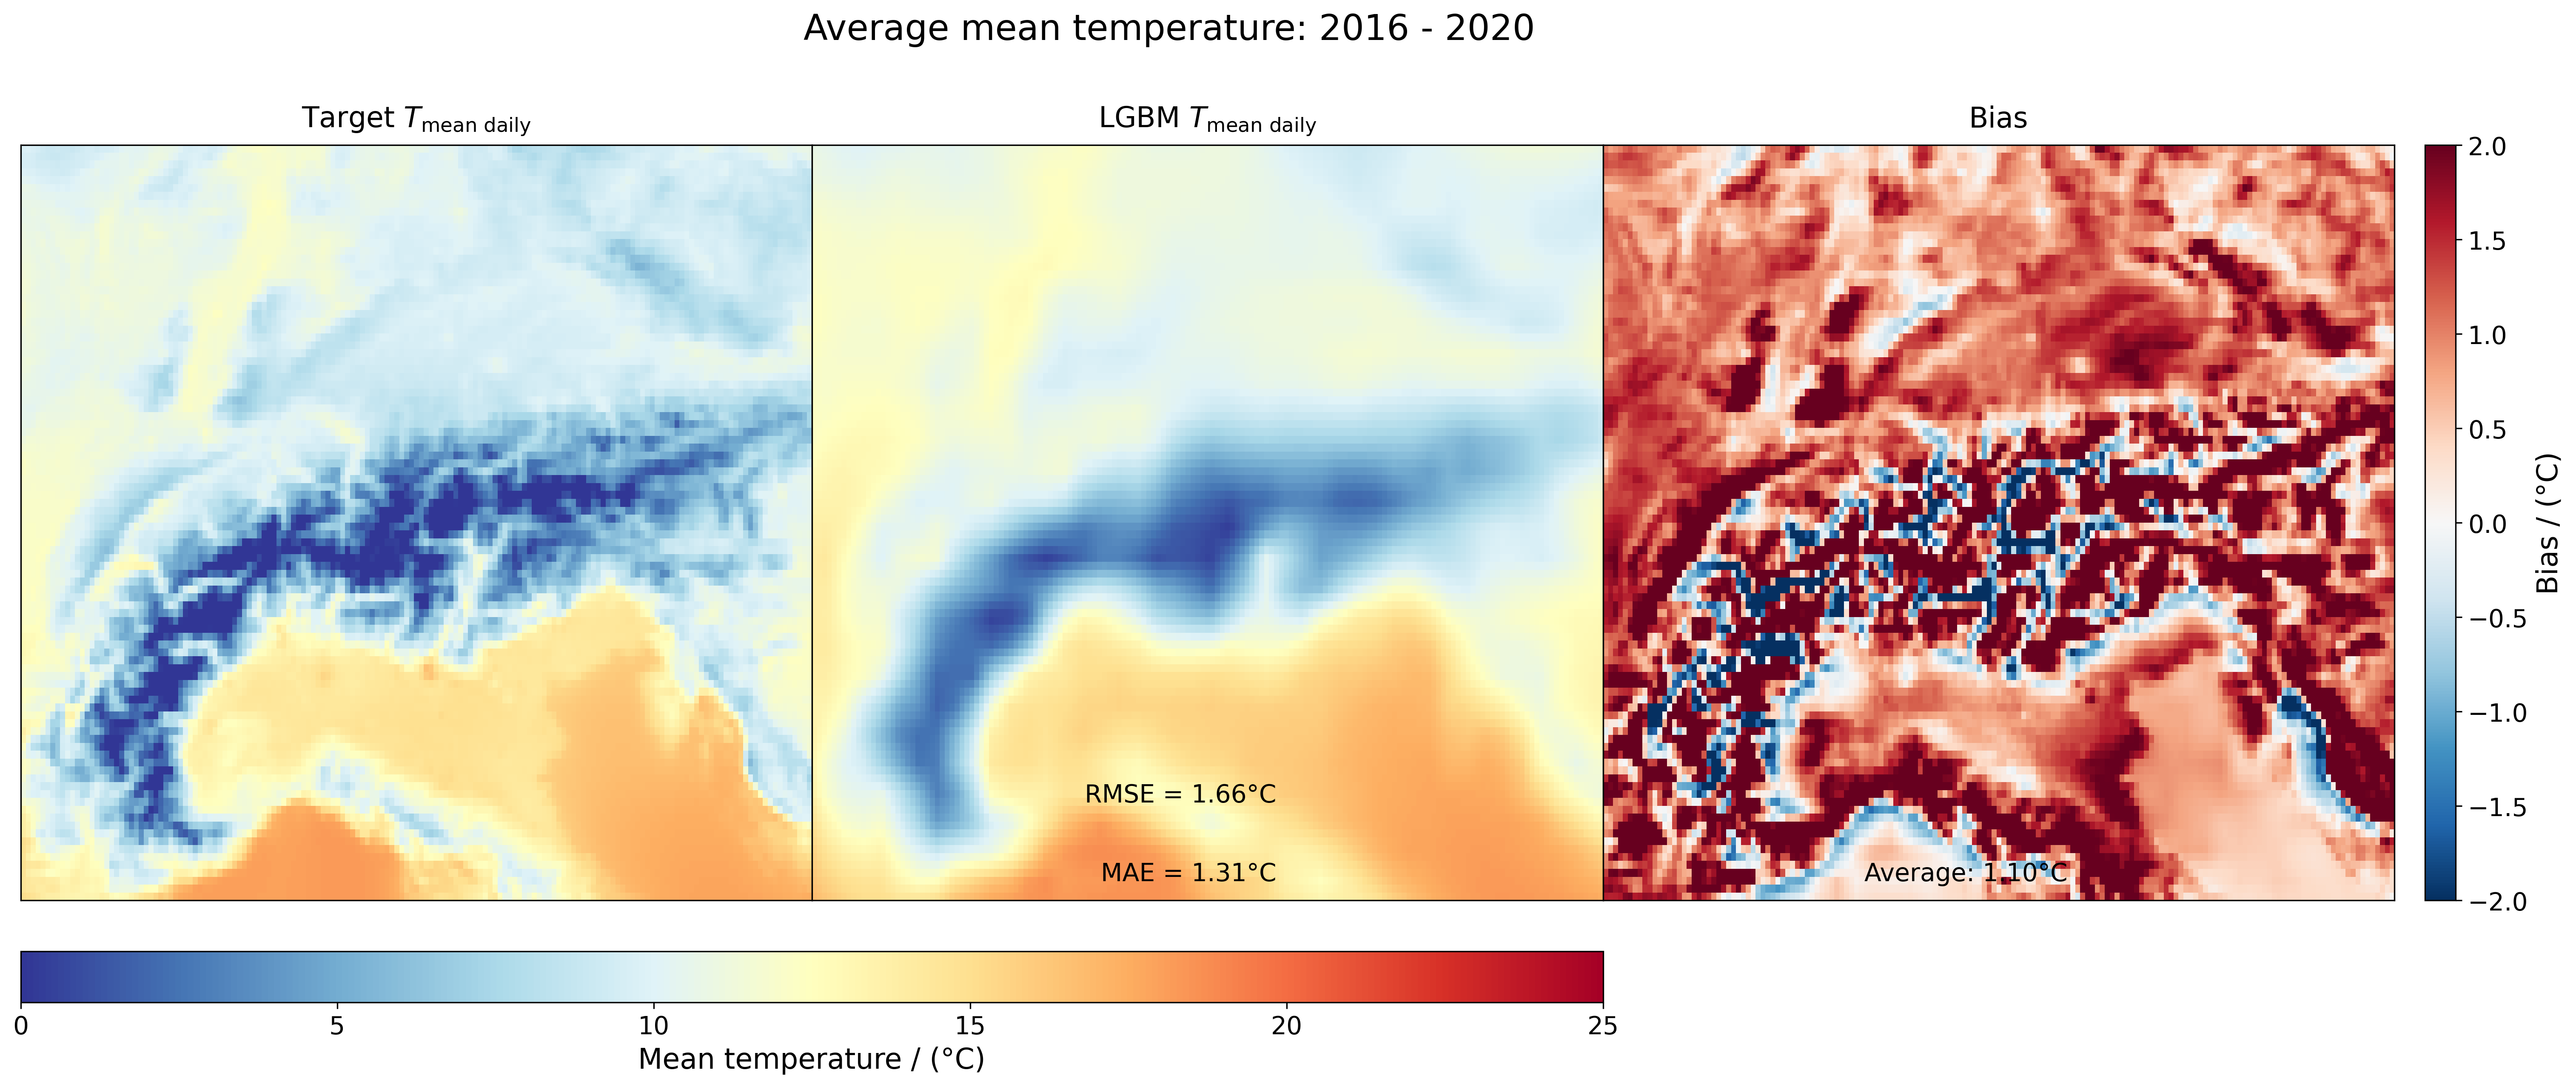 Average mean temperature: 2016 - 2020
Target T mean daily
LGBM T mean daily
Bias
RMSE = 1.66°C
MAE = 1.31°C
Average: 1.10°C
2.0
1.5
1.0
0.5
0.0
−0.5
−1.0
−1.5
−2.0
Bias / (°C)
0 5 10 15 20 25
Mean temperature / (°C)